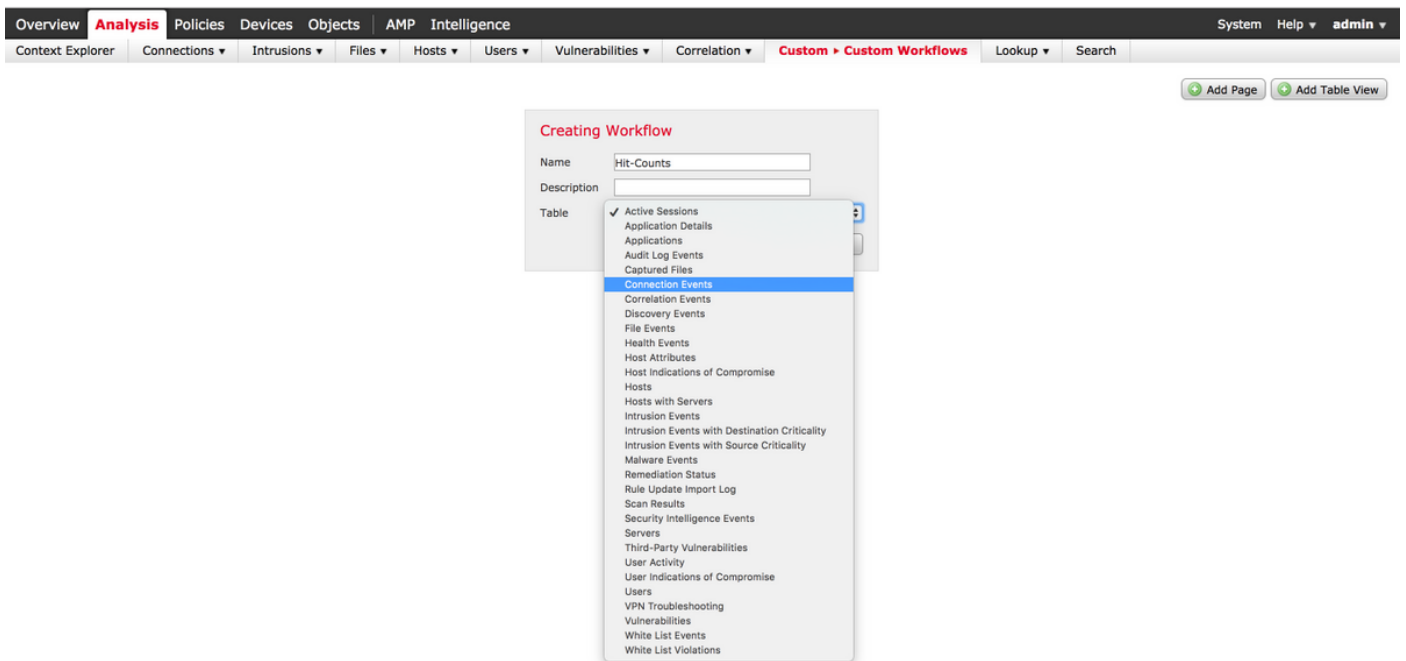 Overview Analysis Policies Devices Objects AMP Intelligence System Help ▾ admin ▾
Context Explorer Connections ▾ Intrusions ▾ Files ▾ Hosts ▾ Users ▾ Vulnerabilities ▾ Correlation ▾ Custom ▸ Custom Workflows Lookup ▾ Search
Add Page Add Table View
Creating Workflow
Name Hit-Counts
Description
Table ✓ Active Sessions
Application Details
Applications
Audit Log Events
Captured Files
Connection Events
Correlation Events
Discovery Events
File Events
Health Events
Host Attributes
Host Indications of Compromise
Hosts
Hosts with Servers
Intrusion Events
Intrusion Events with Destination Criticality
Intrusion Events with Source Criticality
Malware Events
Remediation Status
Rule Update Import Log
Scan Results
Security Intelligence Events
Servers
Third-Party Vulnerabilities
User Activity
User Indications of Compromise
Users
VPN Troubleshooting
Vulnerabilities
White List Events
White List Violations